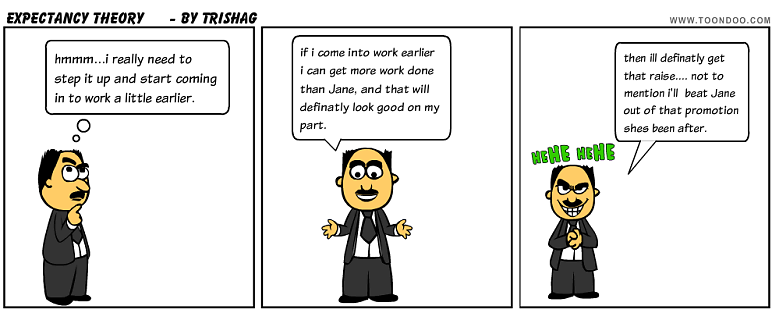 EXPECTANCY THEORY - BY TRISHAG
WWW.TOONDOO.COM
hmmm...i really need to
step it up and start coming
in to work a little earlier.
if i come into work earlier
i can get more work done
than Jane, and that will
definatly look good on my
part.
then ill definatly get
that raise.... not to
mention i'll beat Jane
out of that promotion
shes been after.
HeHE HeHE